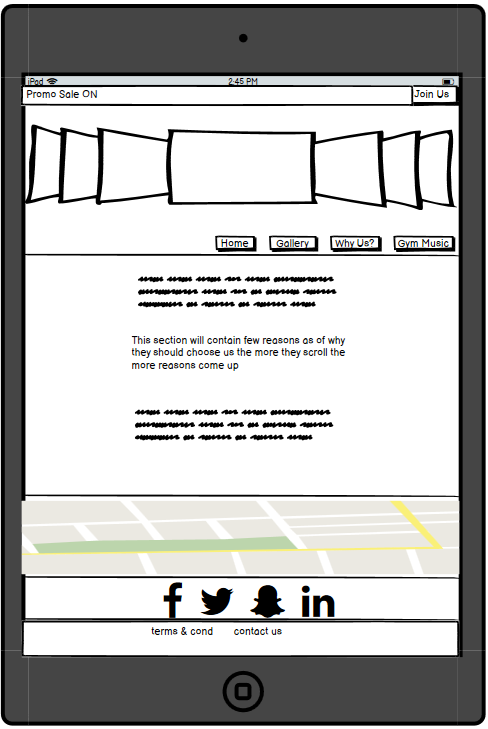 iPad 2:45 PM
Promo Sale ON Join Us
Home Gallery Why Us? Gym Music
This section will contain few reasons as of why
they should choose us the more they scroll the
more reasons come up
in
terms & cond contact us